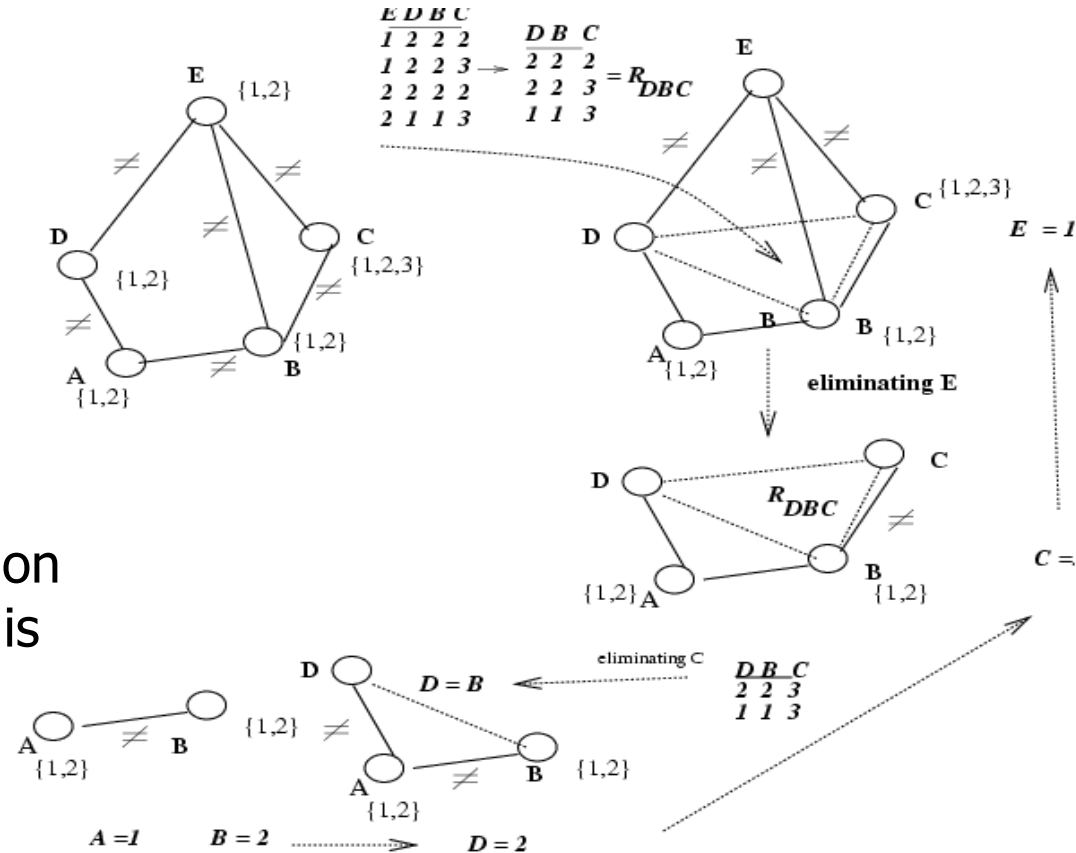 E D B C
1 2 2 2
1 2 2 3
2 2 2 2
2 1 1 3
D B C
2 2 2
2 2 3
1 1 3
= R DBC
E
{1,2}
≠
≠
≠
D
{1,2}
C
{1,2,3}
≠
≠
{1,2}
B
≠
A
{1,2}
E
≠
≠
≠
C {1,2,3}
D
B
B {1,2}
A
{1,2}
E = 1
eliminating E
D
C
R DBC
≠
B
{1,2}
{1,2} A
C =
on
is
eliminating C
D B C
2 2 3
1 1 3
D
D = B
≠
≠
A
{1,2}
B
{1,2}
A
{1,2}
≠
B
{1,2}
A =1
B = 2
D = 2